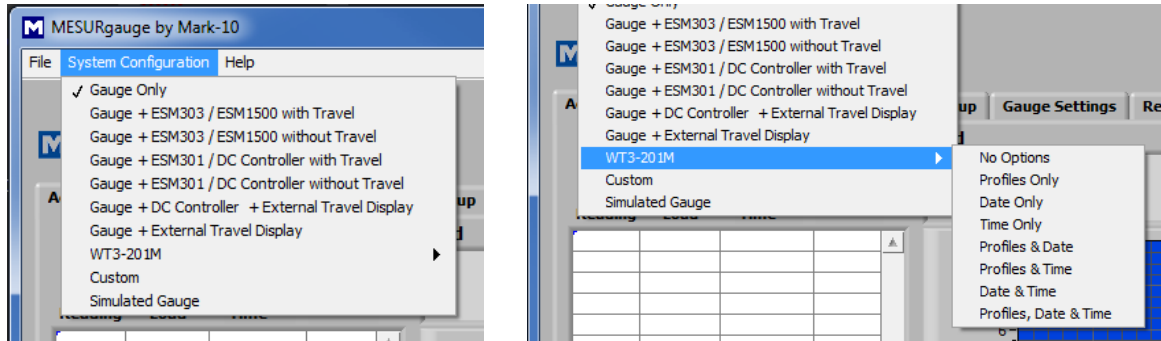 MESURgauge by Mark-10
File System Configuration Help
Gauge Only
Gauge + ESM303 / ESM1500 with Travel
Gauge + ESM303 / ESM1500 without Travel
Gauge + ESM301 / DC Controller with Travel
Gauge + ESM301 / DC Controller without Travel
Gauge + DC Controller + External Travel Display
Gauge + External Travel Display
WT3-201M
Custom
Simulated Gauge
M
A
up
d
Reading Load Time
Gauge Only
Gauge + ESM303 / ESM1500 with Travel
Gauge + ESM303 / ESM1500 without Travel
Gauge + ESM301 / DC Controller with Travel
Gauge + ESM301 / DC Controller without Travel
Gauge + DC Controller + External Travel Display
Gauge + External Travel Display
WT3-201M
Custom
Simulated Gauge
M
A
up Gauge Settings Re
d
Reading Load Time
No Options
Profiles Only
Date Only
Time Only
Profiles & Date
Profiles & Time
Date & Time
Profiles, Date & Time
6